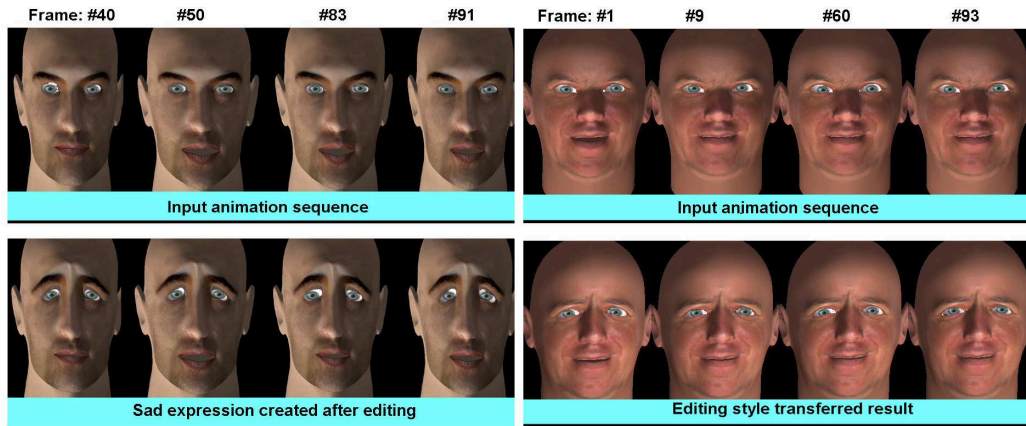 Frame: #40 #50 #83 #91
Frame: #1 #9 #60 #93
Input animation sequence
Input animation sequence
Sad expression created after editing
Editing style transferred result